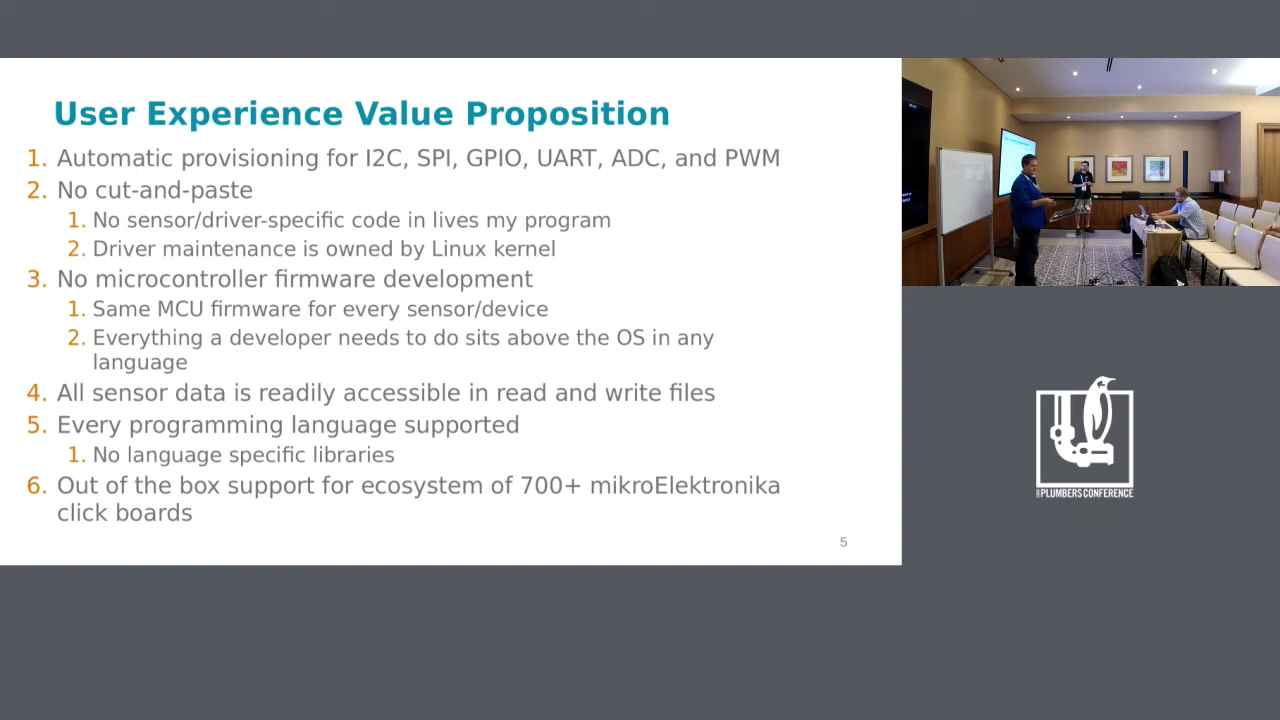 User Experience Value Proposition
1. Automatic provisioning for I2C, SPI, GPIO, UART, ADC, and PWM
2. No cut-and-paste
1. No sensor/driver-specific code in lives my program
2. Driver maintenance is owned by Linux kernel
3. No microcontroller firmware development
1. Same MCU firmware for every sensor/device
2. Everything a developer needs to do sits above the OS in any
language
4. All sensor data is readily accessible in read and write files
5. Every programming language supported
1. No language specific libraries
6. Out of the box support for ecosystem of 700+ mikroElektronika
click boards
5
PLUMBERS CONFERENCE